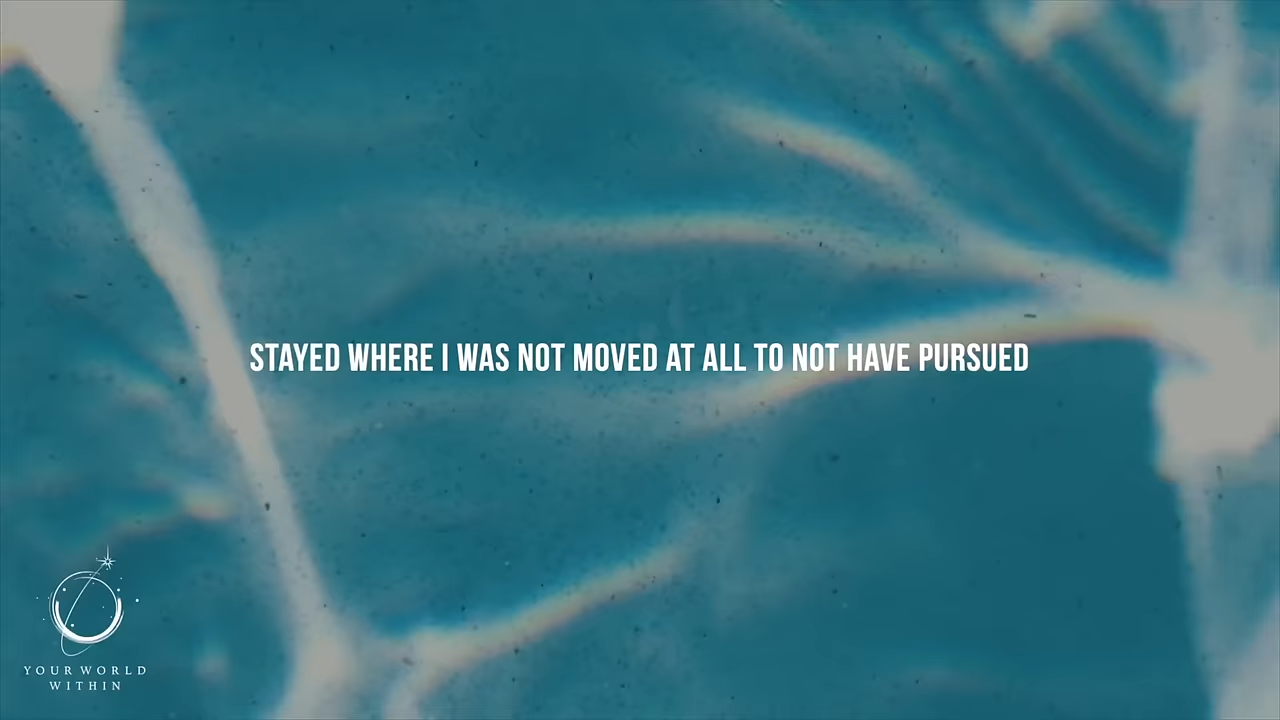 STAYED WHERE I WAS NOT MOVED AT ALL TO NOT HAVE PURSUED
YOUR WORLD
WITHIN